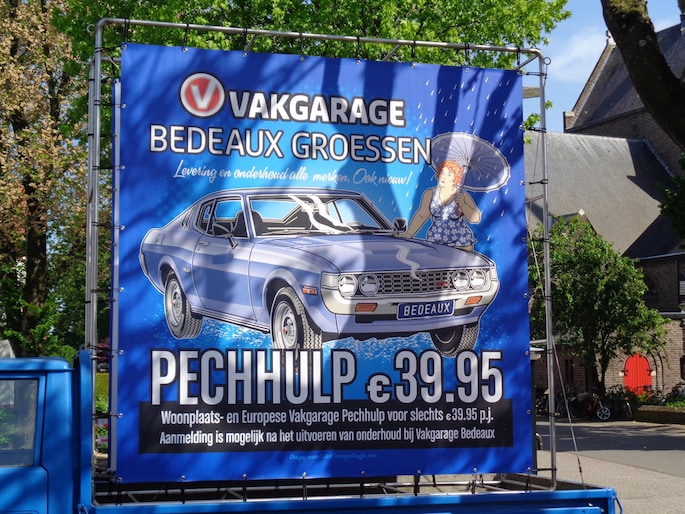 V VAKGARAGE
BEDEAUX GROESSEN
Levering en onderhoud alle merken. Ook nieuw!
BEDEAUX
PECHHULP €39.95
Woonplaats- en Europese Vakgarage Pechhulp voor slechts €39.95 p.j.
Aanmelding is mogelijk na het uitvoeren van onderhoud bij Vakgarage Bedeaux